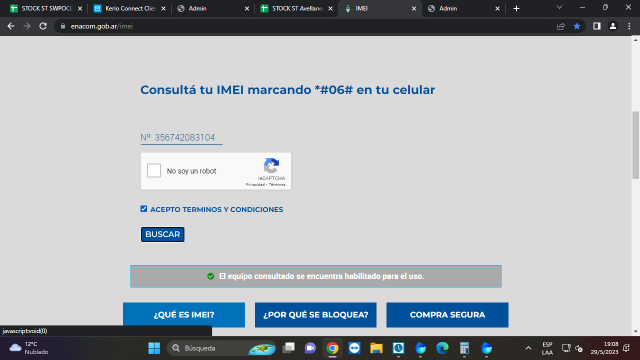 STOCK ST SWPOCE
Kerio Connect Clien
Admin
STOCK ST Avellane
IMEI
Admin
enacom.gob.ar/imei
Consultá tu IMEI marcando *#06# en tu celular
Nº 356742083104
No soy un robot
reCAPTCHA
Privacidad - Términos
ACEPTO TERMINOS Y CONDICIONES
BUSCAR
El equipo consultado se encuentra habilitado para el uso.
¿QUÉ ES IMEI?
¿POR QUÉ SE BLOQUEA?
COMPRA SEGURA
javascript:void(0)
12°C
Nublado
Búsqueda
ESP
LAA
19:08
29/5/2023